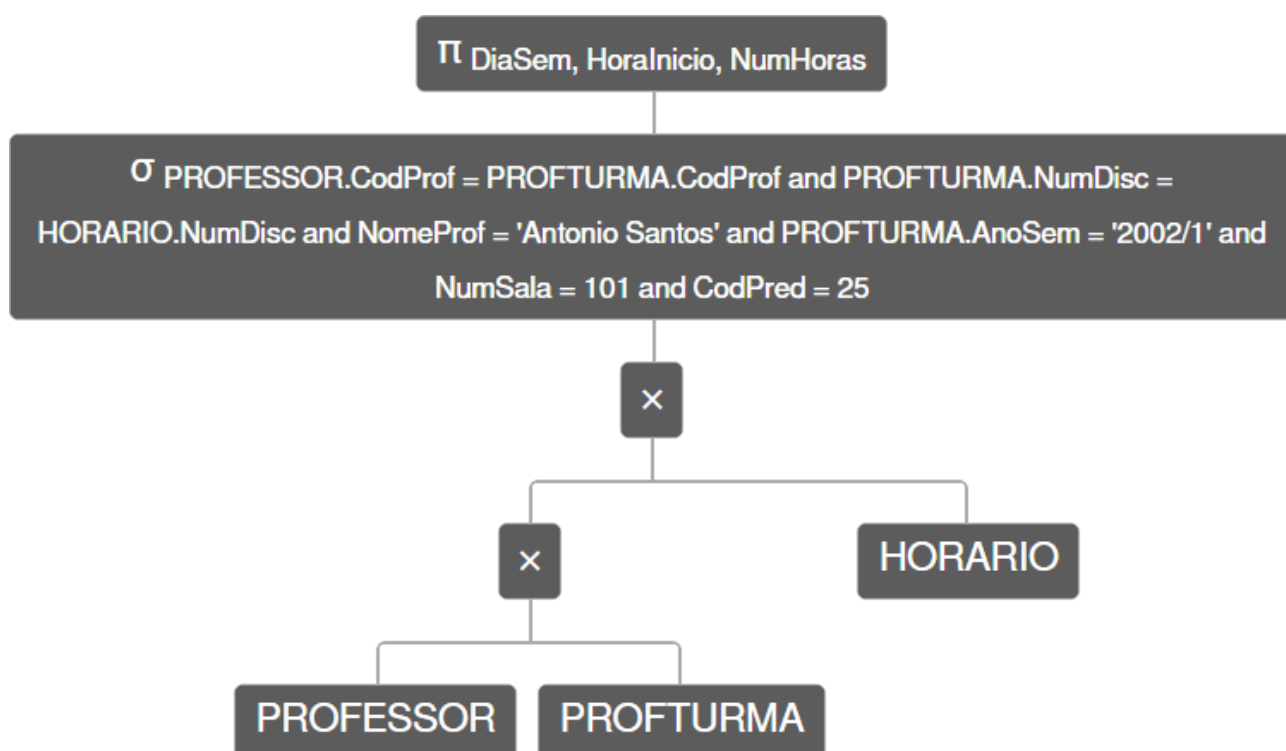 π DiaSem, HoraInicio, NumHoras
σ PROFESSOR.CodProf = PROFTURMA.CodProf and PROFTURMA.NumDisc =
HORARIO.NumDisc and NomeProf = 'Antonio Santos' and PROFTURMA.AnoSem = '2002/1' and
NumSala = 101 and CodPred = 25
×
×
HORARIO
PROFESSOR
PROFTURMA